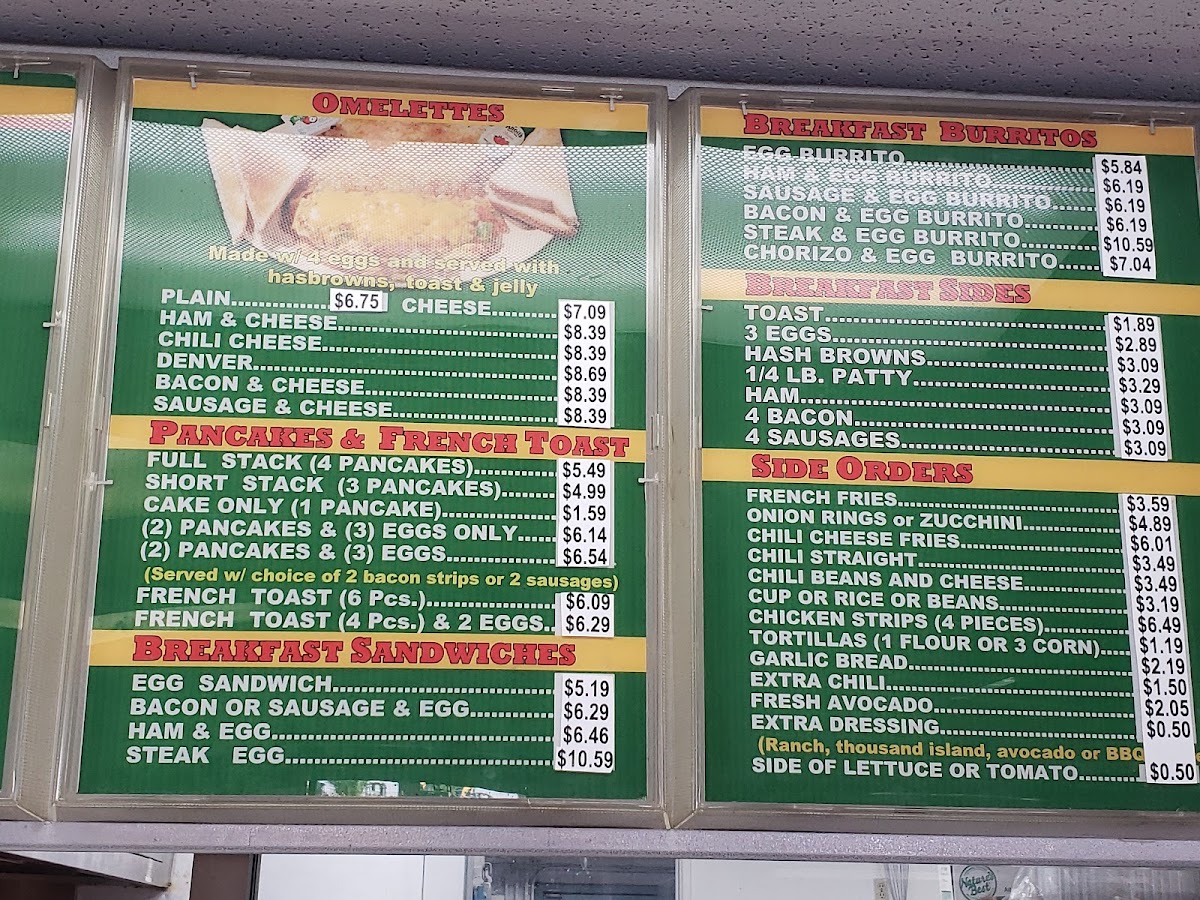 OMELETTES
Made w/ 4 eggs and served with
hasbrowns, toast & jelly
PLAIN.............. $6.75 CHEESE.......... $7.09
HAM & CHEESE.................................. $8.39
CHILI CHEESE.................................... $8.39
DENVER.............................................. $8.69
BACON & CHEESE.............................. $8.39
SAUSAGE & CHEESE......................... $8.39
PANCAKES & FRENCH TOAST
FULL STACK (4 PANCAKES)............ $5.49
SHORT STACK (3 PANCAKES)........ $4.99
CAKE ONLY (1 PANCAKE)................. $1.59
(2) PANCAKES & (3) EGGS ONLY...... $6.14
(2) PANCAKES & (3) EGGS................ $6.54
(Served w/ choice of 2 bacon strips or 2 sausages)
FRENCH TOAST (6 Pcs.)................... $6.09
FRENCH TOAST (4 Pcs.) & 2 EGGS.. $6.29
BREAKFAST SANDWICHES
EGG SANDWICH.................................. $5.19
BACON OR SAUSAGE & EGG............ $6.29
HAM & EGG.......................................... $6.46
STEAK EGG........................................ $10.59
BREAKFAST BURRITOS
EGG BURRITO............................ $5.84
HAM & EGG BURRITO............... $6.19
SAUSAGE & EGG BURRITO...... $6.19
BACON & EGG BURRITO.......... $6.19
STEAK & EGG BURRITO........... $10.59
CHORIZO & EGG BURRITO...... $7.04
BREAKFAST SIDES
TOAST.......................................... $1.89
3 EGGS......................................... $2.89
HASH BROWNS........................... $3.09
1/4 LB. PATTY.............................. $3.29
HAM.............................................. $3.09
4 BACON...................................... $3.09
4 SAUSAGES............................... $3.09
SIDE ORDERS
FRENCH FRIES................................ $3.59
ONION RINGS or ZUCCHINI............... $4.89
CHILI CHEESE FRIES........................ $6.01
CHILI STRAIGHT................................ $3.49
CHILI BEANS AND CHEESE............... $3.49
CUP OR RICE OR BEANS.................. $3.19
CHICKEN STRIPS (4 PIECES)............ $6.49
TORTILLAS (1 FLOUR OR 3 CORN).... $1.19
GARLIC BREAD................................. $2.19
EXTRA CHILI...................................... $1.50
FRESH AVOCADO.............................. $2.05
EXTRA DRESSING............................. $0.50
(Ranch, thousand island, avocado or BBQ
SIDE OF LETTUCE OR TOMATO......... $0.50
Nature's
Best